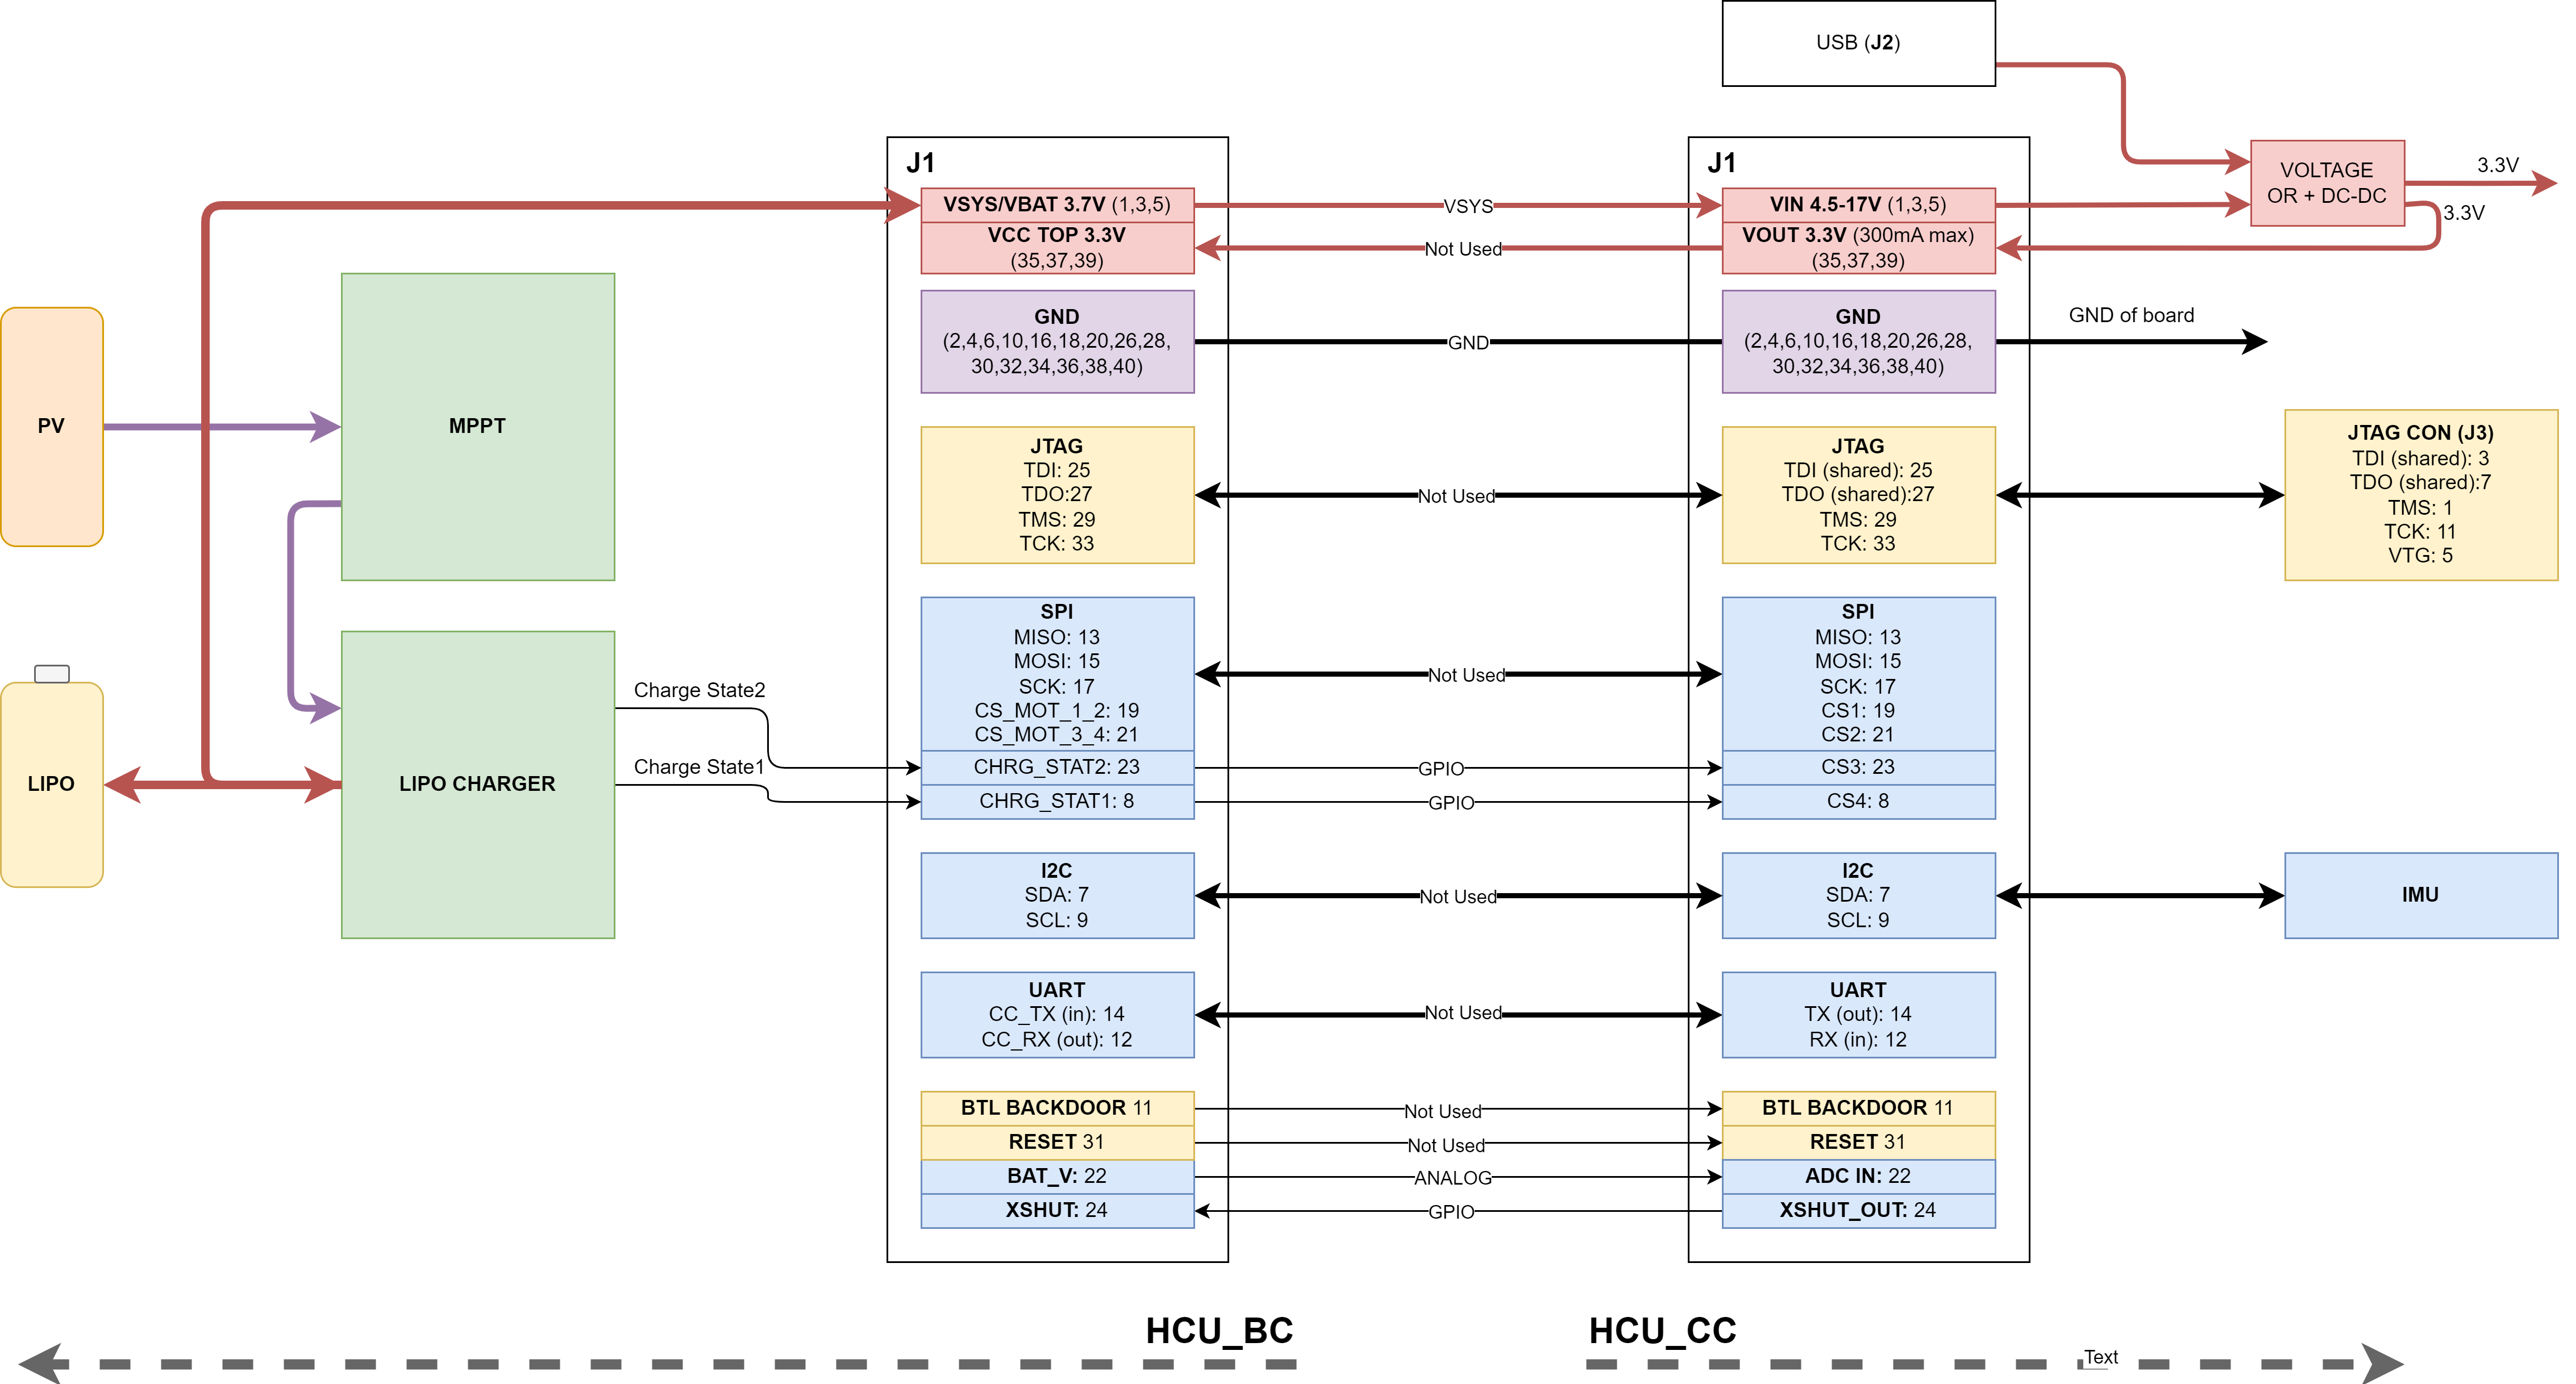 USB (J2)
J1
J1
VOLTAGE
OR + DC-DC
3.3V
3.3V
VSYS/VBAT 3.7V (1,3,5)
VSYS
VIN 4.5-17V (1,3,5)
VCC TOP 3.3V
(35,37,39)
Not Used
VOUT 3.3V (300mA max)
(35,37,39)
GND
(2,4,6,10,16,18,20,26,28,
30,32,34,36,38,40)
GND
GND
(2,4,6,10,16,18,20,26,28,
30,32,34,36,38,40)
GND of board
PV
MPPT
JTAG
TDI: 25
TDO:27
TMS: 29
TCK: 33
Not Used
JTAG
TDI (shared): 25
TDO (shared):27
TMS: 29
TCK: 33
JTAG CON (J3)
TDI (shared): 3
TDO (shared):7
TMS: 1
TCK: 11
VTG: 5
SPI
MISO: 13
MOSI: 15
SCK: 17
CS_MOT_1_2: 19
CS_MOT_3_4: 21
Not Used
SPI
MISO: 13
MOSI: 15
SCK: 17
CS1: 19
CS2: 21
LIPO
LIPO CHARGER
Charge State2
Charge State1
CHRG_STAT2: 23
GPIO
CS3: 23
CHRG_STAT1: 8
GPIO
CS4: 8
I2C
SDA: 7
SCL: 9
Not Used
I2C
SDA: 7
SCL: 9
IMU
UART
CC_TX (in): 14
CC_RX (out): 12
Not Used
UART
TX (out): 14
RX (in): 12
BTL BACKDOOR 11
Not Used
BTL BACKDOOR 11
RESET 31
Not Used
RESET 31
BAT_V: 22
ANALOG
ADC IN: 22
XSHUT: 24
GPIO
XSHUT_OUT: 24
HCU_BC
HCU_CC
Text